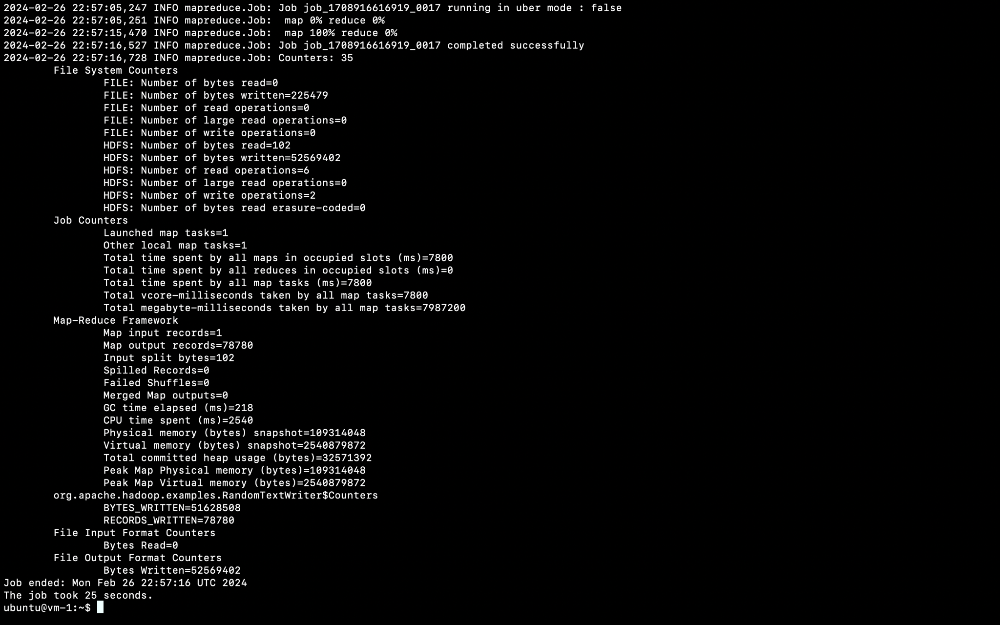 2024-02-26 22:57:05,247 INFO mapreduce.Job: Job job_1708916616919_0017 running in uber mode : false
2024-02-26 22:57:05,251 INFO mapreduce.Job:  map 0% reduce 0%
2024-02-26 22:57:15,470 INFO mapreduce.Job:  map 100% reduce 0%
2024-02-26 22:57:16,527 INFO mapreduce.Job: Job job_1708916616919_0017 completed successfully
2024-02-26 22:57:16,728 INFO mapreduce.Job: Counters: 35
File System Counters
FILE: Number of bytes read=0
FILE: Number of bytes written=225479
FILE: Number of read operations=0
FILE: Number of large read operations=0
FILE: Number of write operations=0
HDFS: Number of bytes read=102
HDFS: Number of bytes written=52569402
HDFS: Number of read operations=6
HDFS: Number of large read operations=0
HDFS: Number of write operations=2
HDFS: Number of bytes read erasure-coded=0
Job Counters
Launched map tasks=1
Other local map tasks=1
Total time spent by all maps in occupied slots (ms)=7800
Total time spent by all reduces in occupied slots (ms)=0
Total time spent by all map tasks (ms)=7800
Total vcore-milliseconds taken by all map tasks=7800
Total megabyte-milliseconds taken by all map tasks=7987200
Map-Reduce Framework
Map input records=1
Map output records=78780
Input split bytes=102
Spilled Records=0
Failed Shuffles=0
Merged Map outputs=0
GC time elapsed (ms)=218
CPU time spent (ms)=2540
Physical memory (bytes) snapshot=109314048
Virtual memory (bytes) snapshot=2540879872
Total committed heap usage (bytes)=32571392
Peak Map Physical memory (bytes)=109314048
Peak Map Virtual memory (bytes)=2540879872
org.apache.hadoop.examples.RandomTextWriter$Counters
BYTES_WRITTEN=51628508
RECORDS_WRITTEN=78780
File Input Format Counters
Bytes Read=0
File Output Format Counters
Bytes Written=52569402
Job ended: Mon Feb 26 22:57:16 UTC 2024
The job took 25 seconds.
ubuntu@vm-1:~$